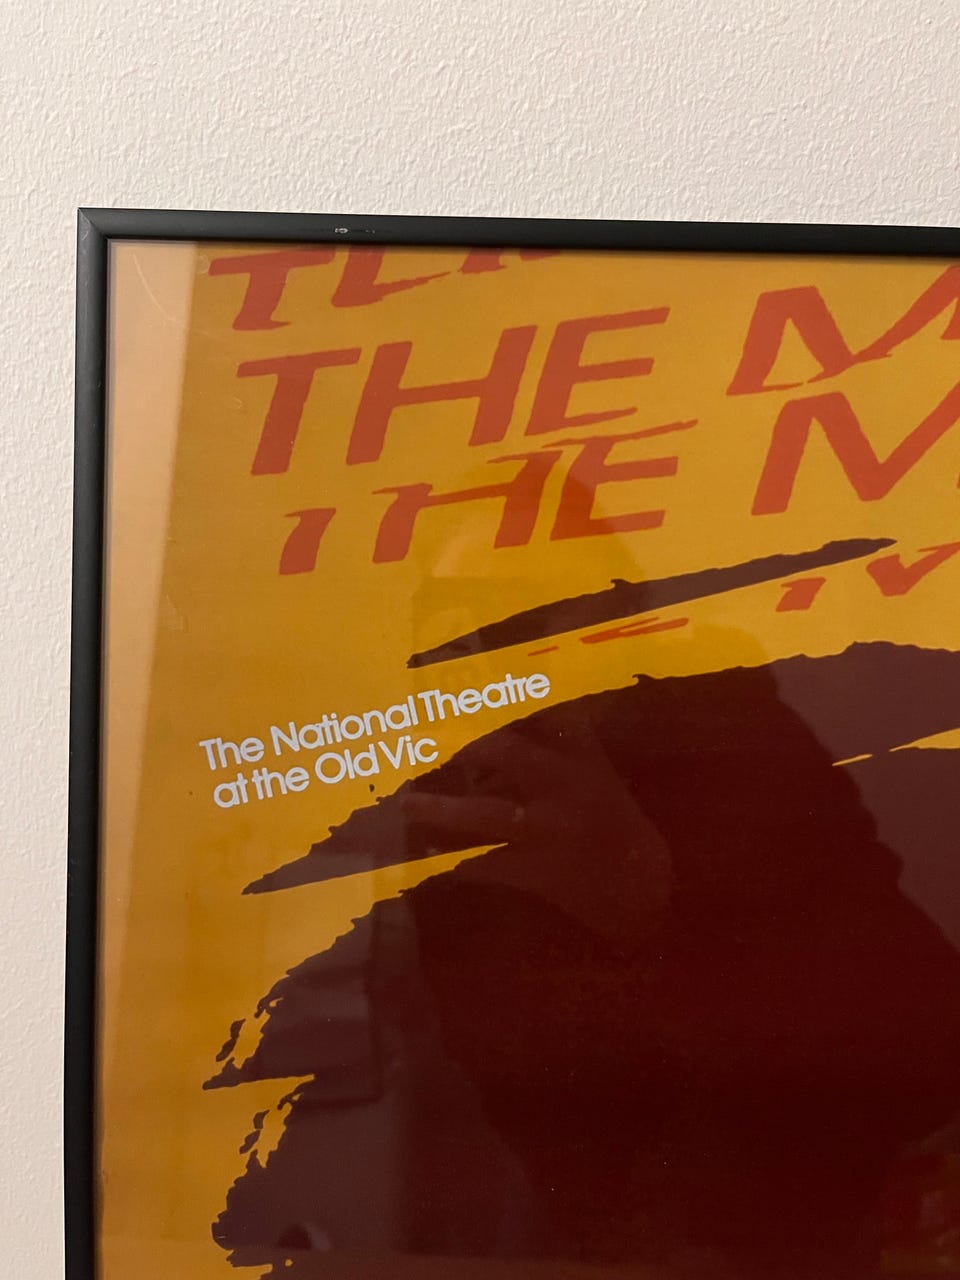 THE M
THE M
The National Theatre
at the Old Vic